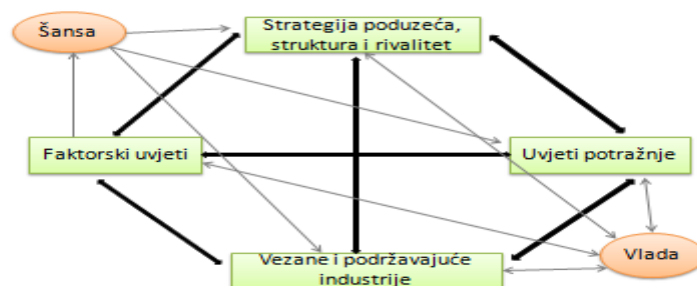 Šansa
Strategija poduzeća,
struktura i rivalitet
Faktorski uvjeti
Uvjeti potražnje
Vezane i podržavajuće
industrije
Vlada